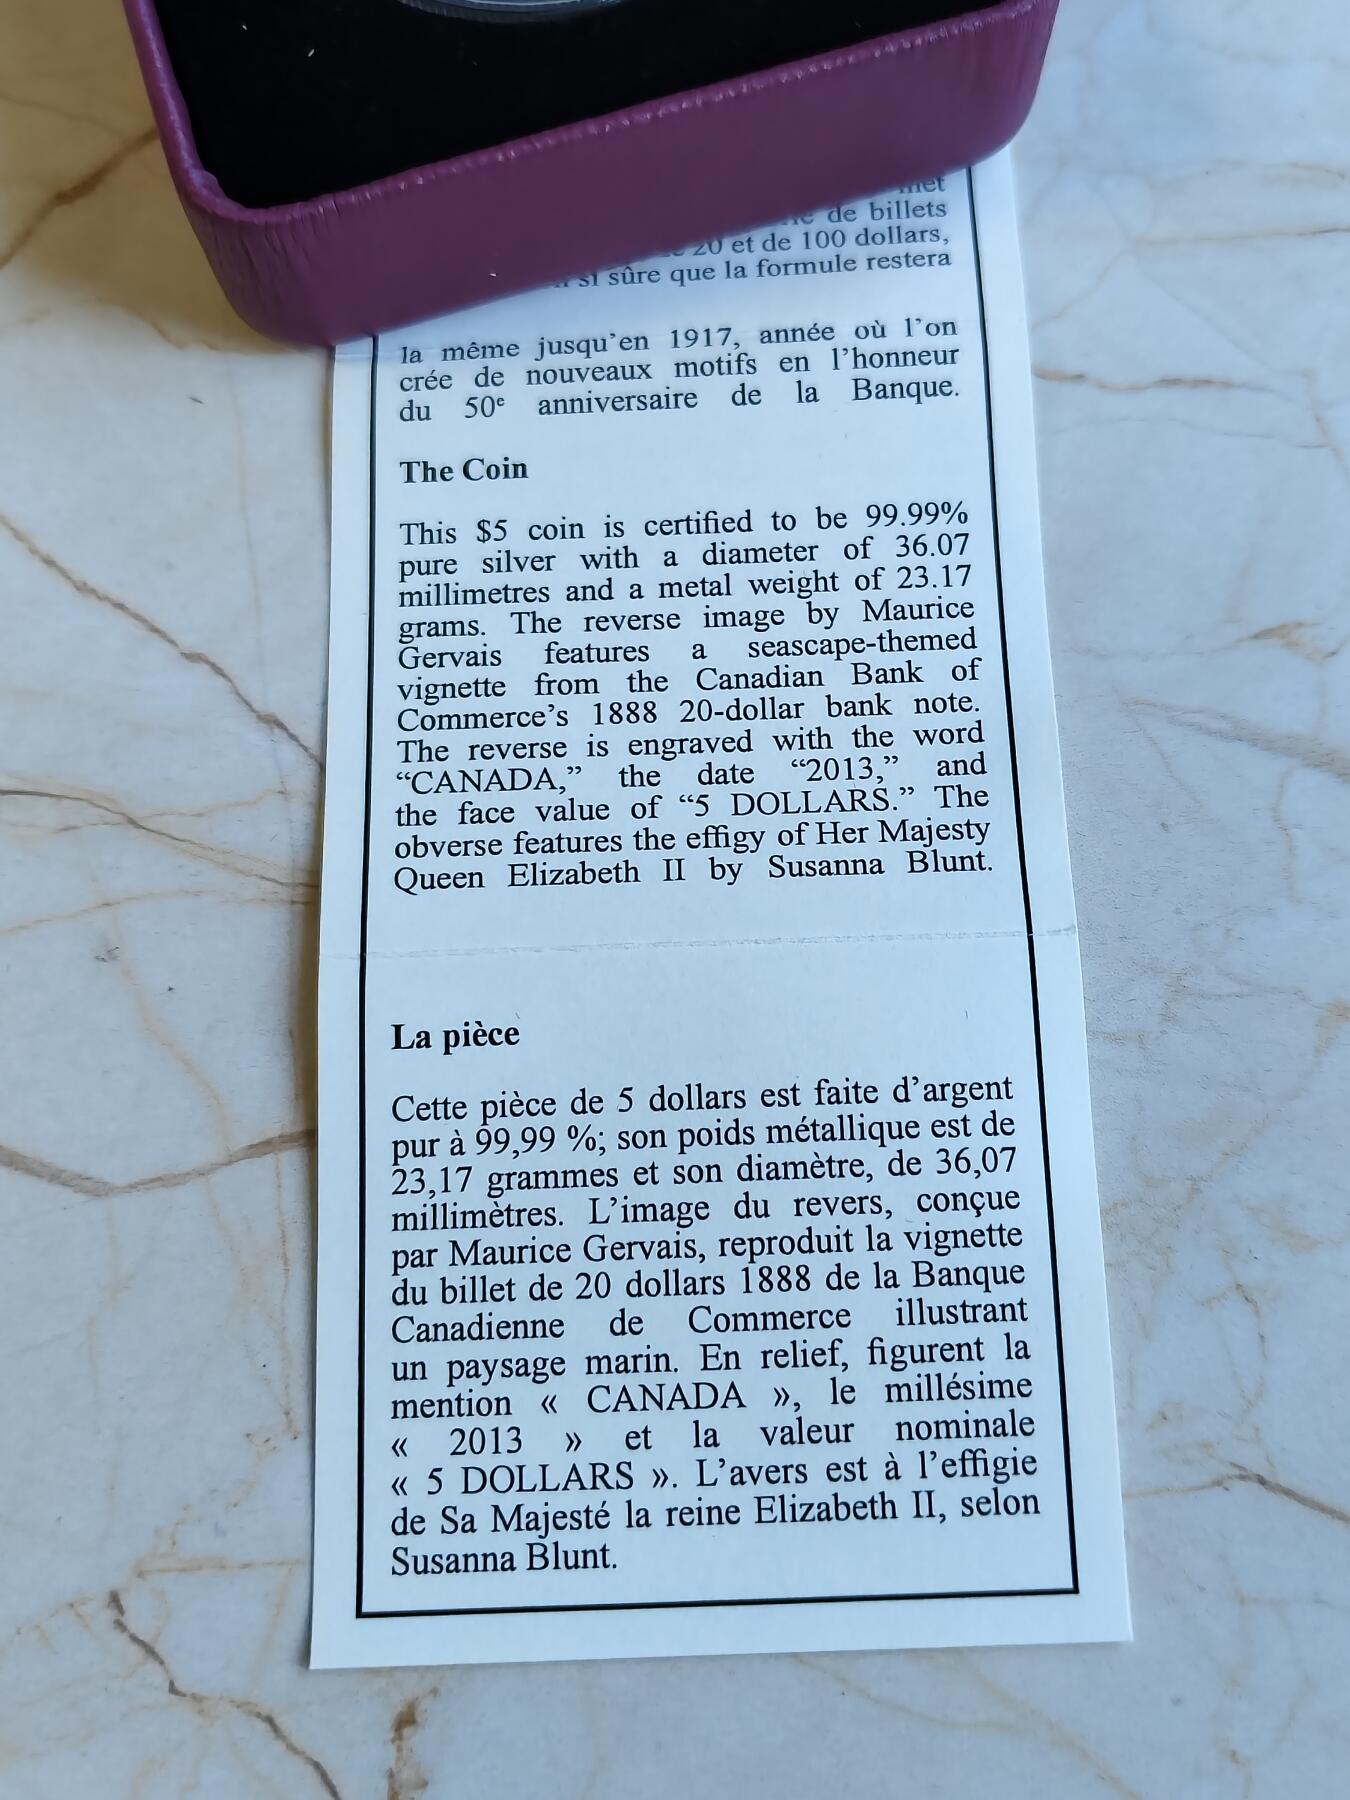 de billets
20 et de 100 dollars,
si sûre que la formule restera
la même jusqu'en 1917, année où l'on
crée de nouveaux motifs en l'honneur
du 50e anniversaire de la Banque.
The Coin
This $5 coin is certified to be 99.99%
pure silver with a diameter of 36.07
millimetres and a metal weight of 23.17
grams. The reverse image by Maurice
Gervais features a seascape-themed
vignette from the Canadian Bank of
Commerce's 1888 20-dollar bank note.
The reverse is engraved with the word
“CANADA,” the date “2013,” and
the face value of “5 DOLLARS.” The
obverse features the effigy of Her Majesty
Queen Elizabeth II by Susanna Blunt.
La pièce
Cette pièce de 5 dollars est faite d'argent
pur à 99,99 %; son poids métallique est de
23,17 grammes et son diamètre, de 36,07
millimètres. L'image du revers, conçue
par Maurice Gervais, reproduit la vignette
du billet de 20 dollars 1888 de la Banque
Canadienne de Commerce illustrant
un paysage marin. En relief, figurent la
mention « CANADA », le millésime
« 2013 » et la valeur nominale
« 5 DOLLARS ». L'avers est à l'effigie
de Sa Majesté la reine Elizabeth II, selon
Susanna Blunt.